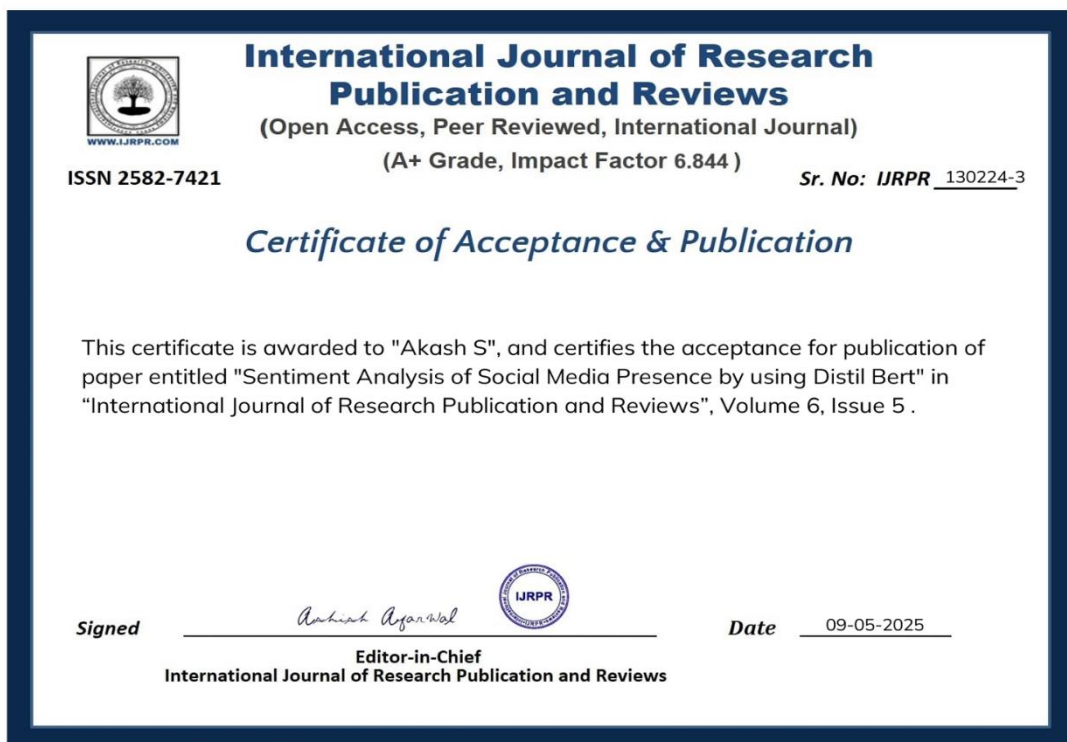 International Journal of Research
Publication and Reviews
(Open Access, Peer Reviewed, International Journal)
(A+ Grade, Impact Factor 6.844 )
WWW.IJRPR.COM
ISSN 2582-7421
Sr. No: IJRPR 130224-3
Certificate of Acceptance & Publication
This certificate is awarded to "Akash S", and certifies the acceptance for publication of
paper entitled "Sentiment Analysis of Social Media Presence by using Distil Bert" in
“International Journal of Research Publication and Reviews”, Volume 6, Issue 5 .
IJRPR
Signed Ashish Agarwal
Date 09-05-2025
Editor-in-Chief
International Journal of Research Publication and Reviews